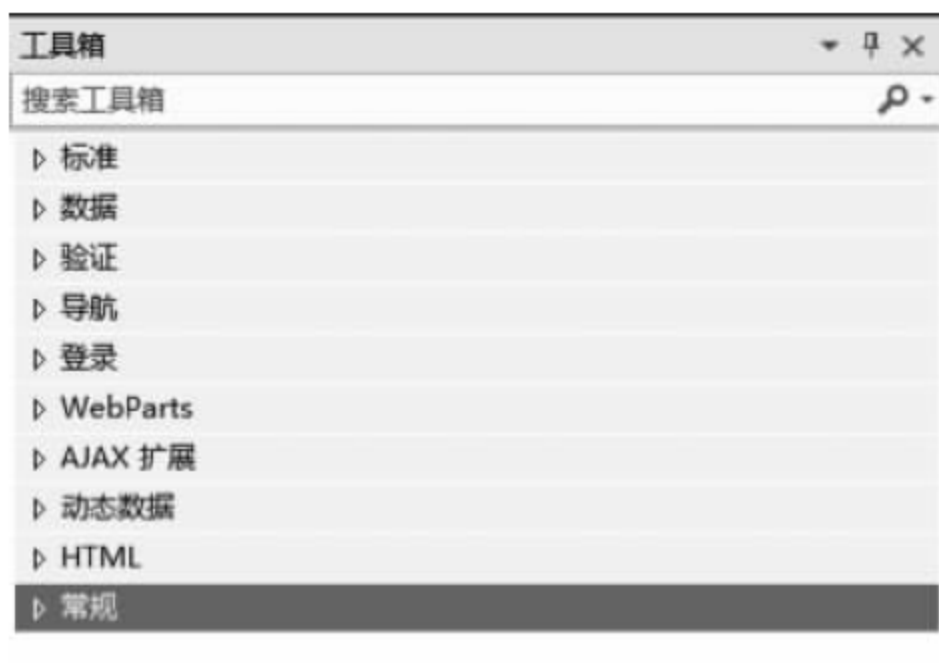 工具箱
搜索工具箱
标准
数据
验证
导航
登录
WebParts
AJAX 扩展
动态数据
HTML
常规